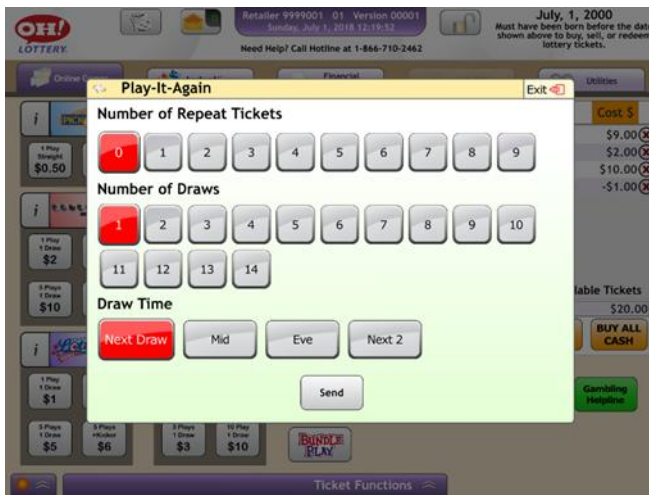 OH!
LOTTERY.
Retailer 9999001 01 Version 00001
Sunday, July 1, 2018 12:19:52
Need Help? Call Hotline at 1-866-710-2462
July, 1, 2000
Must have been born before the date
shown above to buy, sell, or redeem
lottery tickets.
Online
Financial
Utilities
Play-It-Again
Exit
Number of Repeat Tickets
0 1 2 3 4 5 6 7 8 9
Number of Draws
1 2 3 4 5 6 7 8 9 10
11 12 13 14
Draw Time
Next Draw Mid Eve Next 2
Send
Cost $
$9.00
$2.00
$10.00
-$1.00
lable Tickets
$20.00
BUY ALL
CASH
Gambling
Helpline
i
1 Play
Straight
$0.50
i
1 Play
1 Draw
$2
5 Plays
1 Draw
$10
i
1 Play
1 Draw
$1
5 Plays
1 Draw
$5
5 Plays
+Kicker
$6
3 Plays
1 Draw
$3
10 Play
1 Draw
$10
BUNDLE
PLAY
Ticket Functions